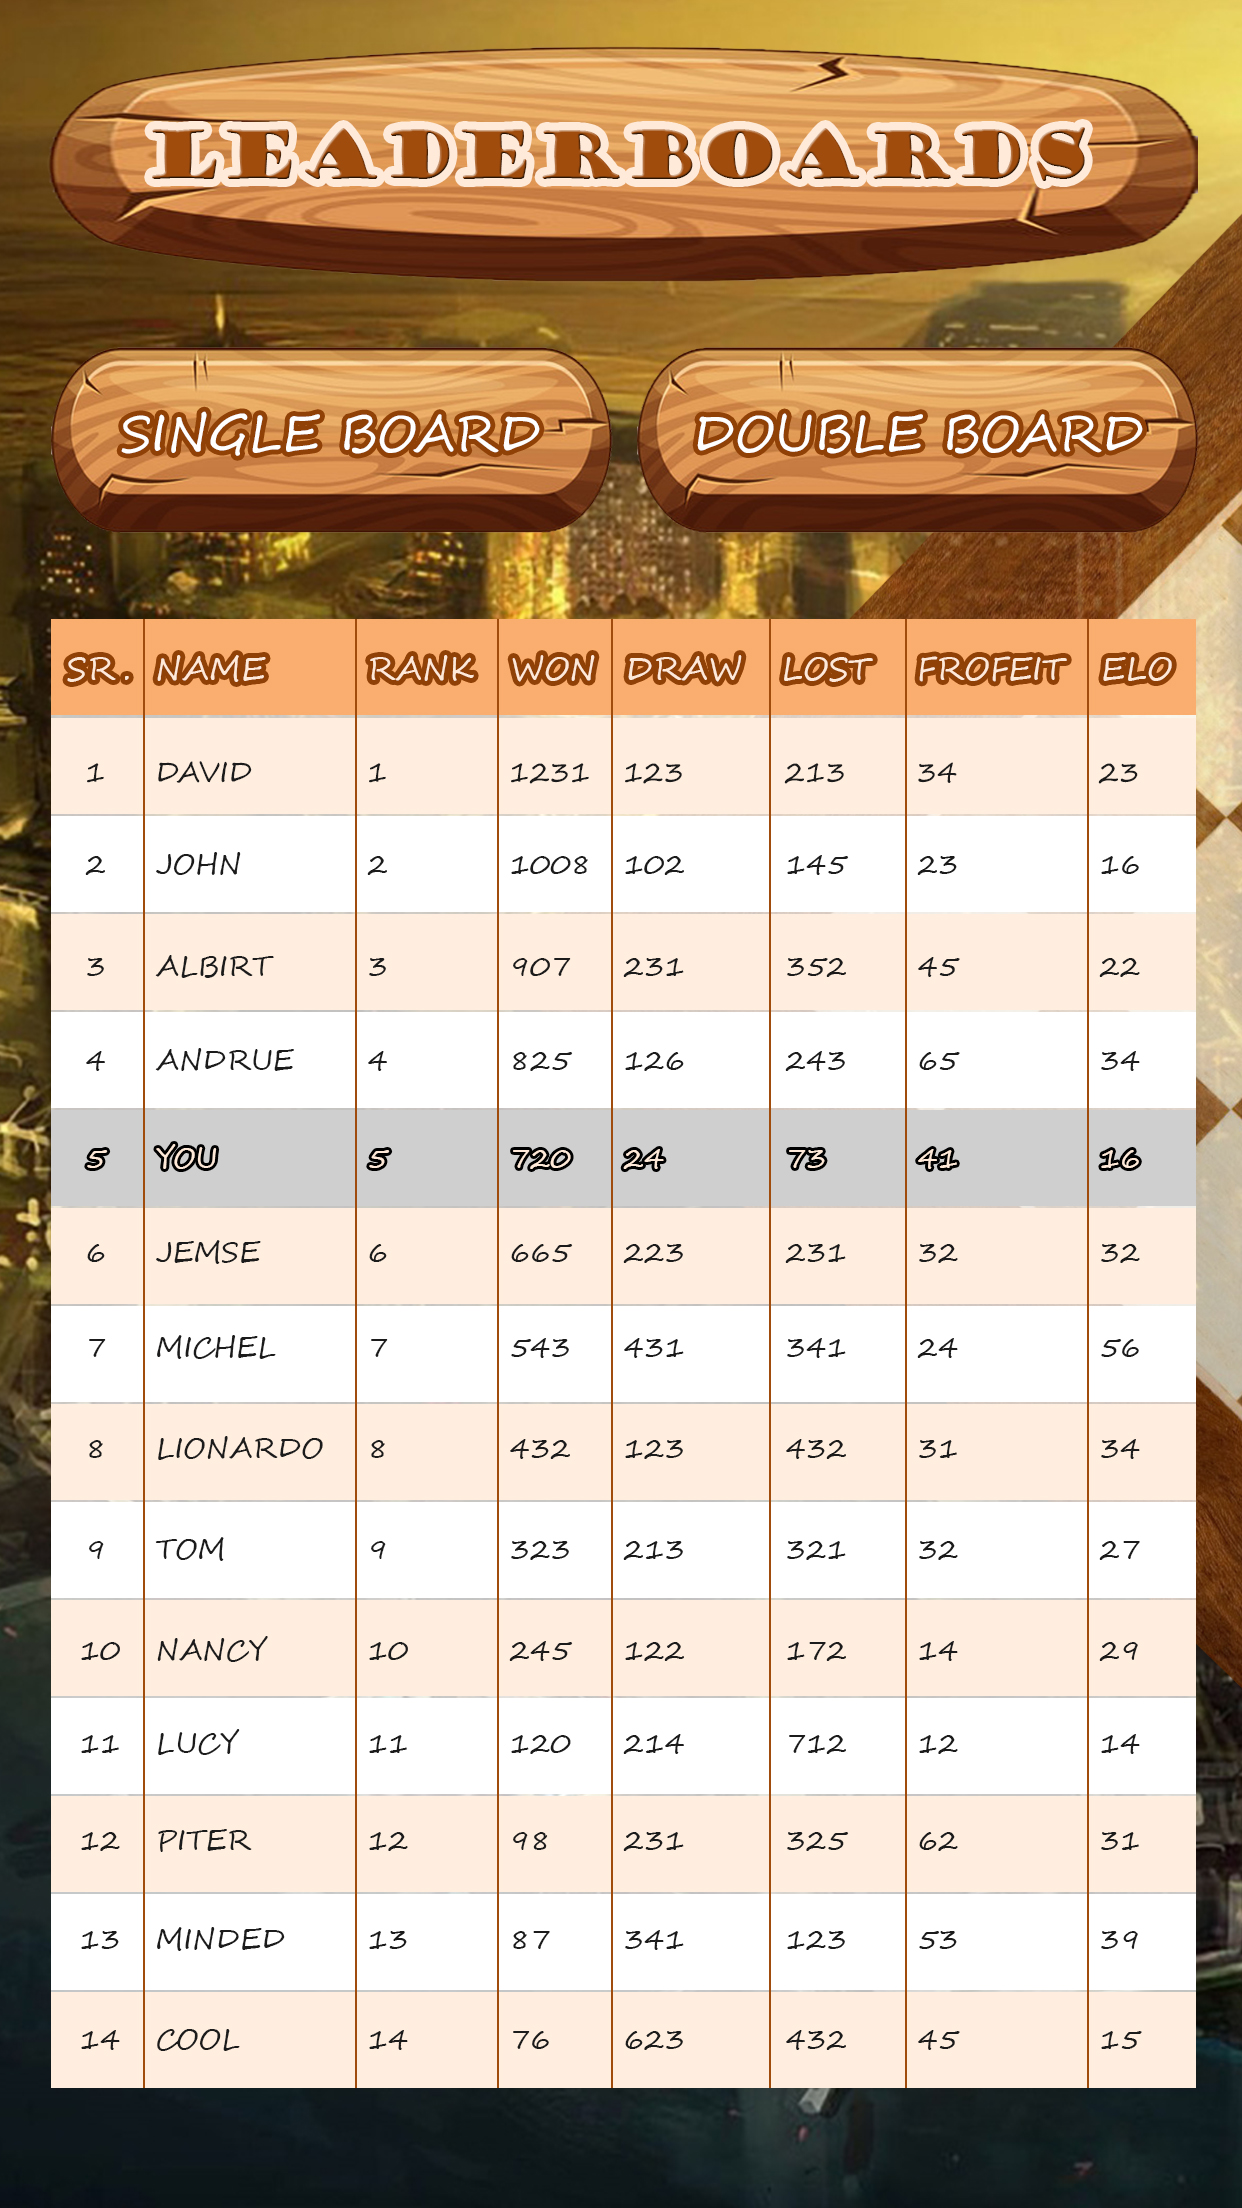 LEADERBOARDS
SINGLE BOARD DOUBLE BOARD
SR. NAME RANK WON DRAW LOST FROFEIT ELO
1 DAVID 1 1231 123 213 34 23
2 JOHN 2 1008 102 145 23 16
3 ALBIRT 3 907 231 352 45 22
4 ANDRUE 4 825 126 243 65 34
5 YOU 5 720 24 73 41 16
6 JEMSE 6 665 223 231 32 32
7 MICHEL 7 543 431 341 24 56
8 LIONARDO 8 432 123 432 31 34
9 TOM 9 323 213 321 32 27
10 NANCY 10 245 122 172 14 29
11 LUCY 11 120 214 712 12 14
12 PITER 12 98 231 325 62 31
13 MINDED 13 87 341 123 53 39
14 COOL 14 76 623 432 45 15